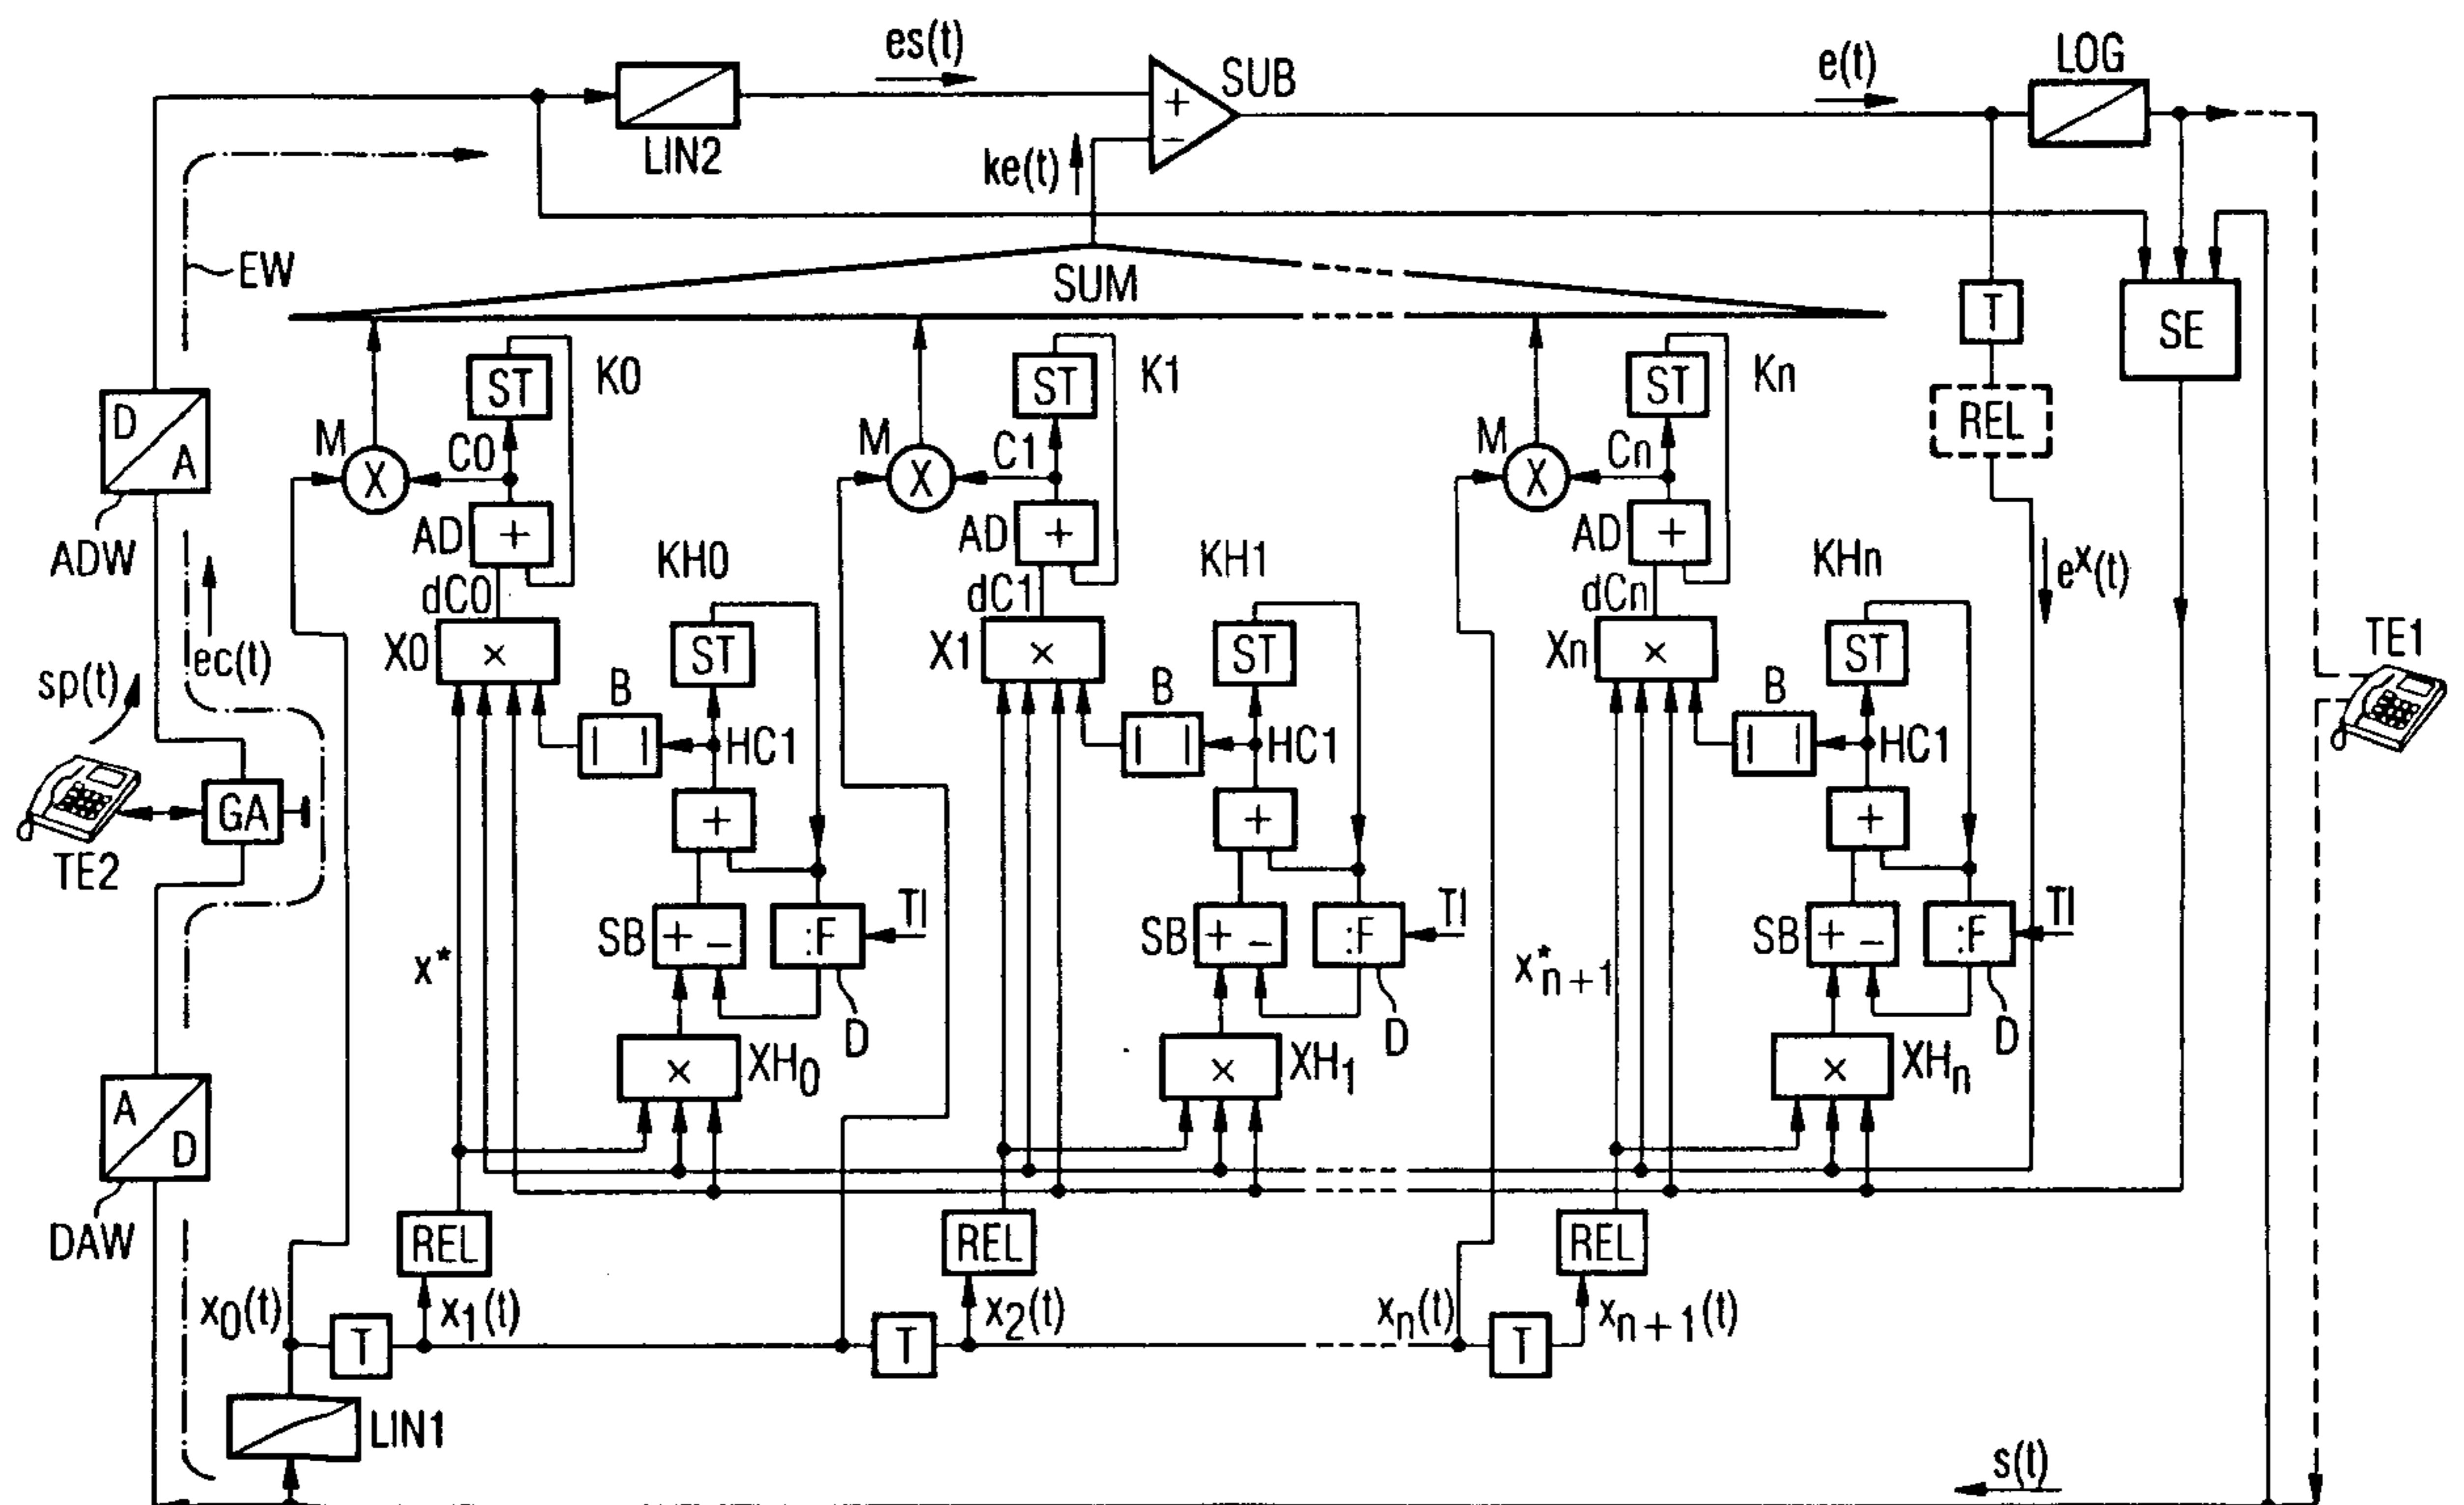 es(t)
SUB
e(t)
LOG
+
−
LIN2
ke(t)
EW
SUM
T
SE
D
A
ADW
ST
K0
ST
K1
ST
Kn
REL
M
X
C0
M
X
C1
M
X
Cn
AD
+
AD
+
AD
+
KH0
KH1
KHn
eˣ(t)
dC0
dC1
dCn
X0
×
ST
X1
×
ST
Xn
×
ST
TE1
ec(t)
sp(t)
B
| |
HC1
B
| |
HC1
B
| |
HC1
GA
TE2
+
+
+
SB
+ −
:F
TI
SB
+ −
:F
TI
SB
+ −
:F
TI
x*
x*n+1
D
D
D
×
XH0
×
XH1
×
XHn
A
D
DAW
REL
REL
REL
x0(t)
T
x1(t)
T
x2(t)
xn(t)
T
xn+1(t)
LIN1
s(t)